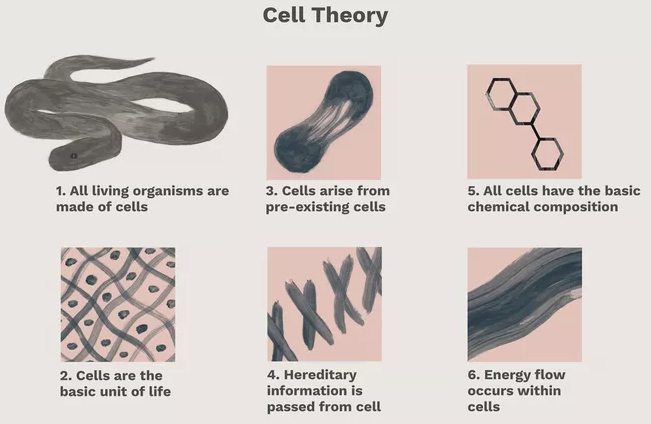 Cell Theory
1. All living organisms are
made of cells
2. Cells are the
basic unit of life
3. Cells arise from
pre-existing cells
4. Hereditary
information is
passed from cell
5. All cells have the basic
chemical composition
6. Energy flow
occurs within
cells